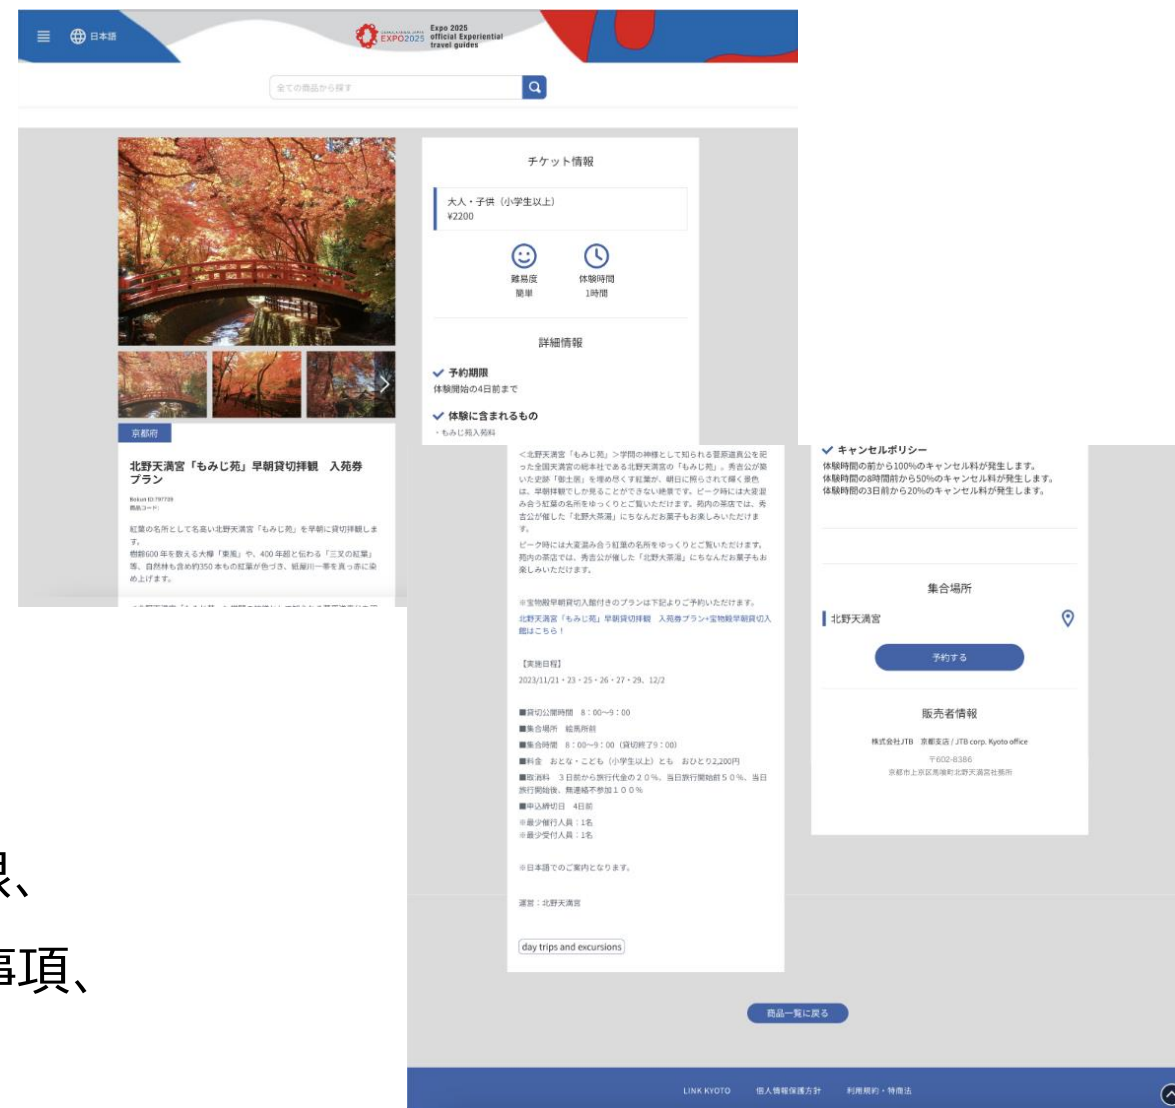 日本語
EXPO2025
Expo 2025
official Experiential
travel guides
全ての商品から探す
京都府
北野天満宮「もみじ苑」早朝貸切拝観　入苑券
プラン
Bokun ID:797739
商品コード:
紅葉の名所として名高い北野天満宮「もみじ苑」を早朝に貸切拝観しま
す。
樹齢600 年を数える大欅「東風」や、400 年超と伝わる「三叉の紅葉」
等、自然林も含め約350 本もの紅葉が色づき、紙屋川一帯を真っ赤に染
め上げます。
チケット情報
大人・子供（小学生以上）
¥2200
難易度
簡単
体験時間
1時間
詳細情報
予約期限
体験開始の4日前まで
体験に含まれるもの
・もみじ苑入苑料
＜北野天満宮「もみじ苑」＞学問の神様として知られる菅原道真公を祀
った全国天満宮の総本社である北野天満宮の「もみじ苑」。秀吉公が築
いた史跡「御土居」を埋め尽くす紅葉が、朝日に照らされて輝く景色
は、早朝拝観でしか見ることができない絶景です。ピーク時には大変混
み合う紅葉の名所をゆっくりとご覧いただけます。苑内の茶店では、秀
吉公が催した「北野大茶湯」にちなんだお菓子もお楽しみいただけま
す。
ピーク時には大変混み合う紅葉の名所をゆっくりとご覧いただけます。
苑内の茶店では、秀吉公が催した「北野大茶湯」にちなんだお菓子もお
楽しみいただけます。
※宝物殿早朝貸切入館付きのプランは下記よりご予約いただけます。
北野天満宮「もみじ苑」早朝貸切拝観　入苑券プラン+宝物殿早朝貸切入
館はこちら！
【実施日程】
2023/11/21・23・25・26・27・29、12/2
■貸切公開時間　8：00～9：00
■集合場所　絵馬所前
■集合時間　8：00～9：00（貸切終了9：00）
■料金　おとな・こども（小学生以上）とも　おひとり2,200円
■取消料　３日前から旅行代金の２０％、当日旅行開始前５０％、当日
旅行開始後、無連絡不参加１００％
■申込締切日　4日前
※最少催行人員：1名
※最少受付人員：1名
※日本語でのご案内となります。
運営：北野天満宮
day trips and excursions
キャンセルポリシー
体験時間の前から100%のキャンセル料が発生します。
体験時間の8時間前から50%のキャンセル料が発生します。
体験時間の3日前から20%のキャンセル料が発生します。
集合場所
北野天満宮
予約する
販売者情報
株式会社JTB　京都支店 / JTB corp. Kyoto office
〒602-8386
京都市上京区馬喰町北野天満宮社務所
、
事項、
商品一覧に戻る
LINK KYOTO
個人情報保護方針
利用規約・特商法